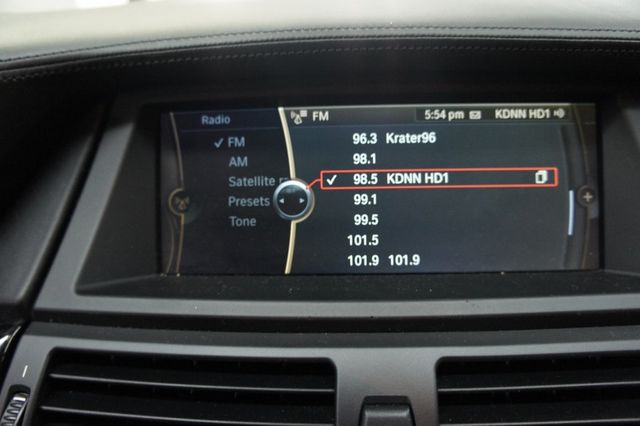 Radio
FM
5:54 pm
KDNN HD1
FM
AM
Satellite
Presets
Tone
96.3 Krater96
98.1
98.5 KDNN HD1
99.1
99.5
101.5
101.9 101.9